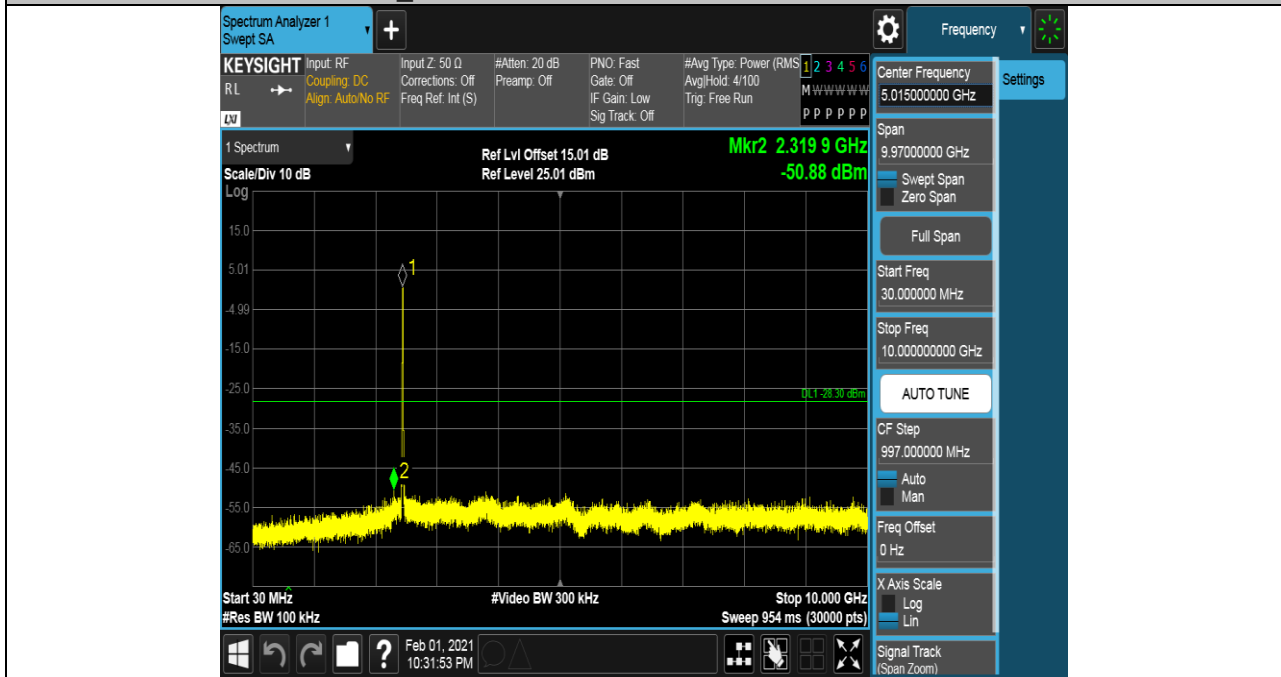 Spectrum Analyzer 1
Swept SA
+
Frequency
KEYSIGHT
RL
LXI
Input: RF
Coupling: DC
Align: Auto/No RF
Input Z: 50 Ω
Corrections: Off
Freq Ref: Int (S)
#Atten: 20 dB
Preamp: Off
PNO: Fast
Gate: Off
IF Gain: Low
Sig Track: Off
#Avg Type: Power (RMS
Avg|Hold: 4/100
Trig: Free Run
1 2 3 4 5 6
M W W W W W
P P P P P P
1 Spectrum
Scale/Div 10 dB
Log
Ref Lvl Offset 15.01 dB
Ref Level 25.01 dBm
Mkr2 2.319 9 GHz
-50.88 dBm
15.0
5.01
-4.99
-15.0
-25.0
-35.0
-45.0
-55.0
-65.0
1
2
DL1 -28.30 dBm
Start 30 MHz
#Res BW 100 kHz
#Video BW 300 kHz
Stop 10.000 GHz
Sweep 954 ms (30000 pts)
?
Feb 01, 2021
10:31:53 PM
Center Frequency
5.015000000 GHz
Settings
Span
9.97000000 GHz
Swept Span
Zero Span
Full Span
Start Freq
30.000000 MHz
Stop Freq
10.000000000 GHz
AUTO TUNE
CF Step
997.000000 MHz
Auto
Man
Freq Offset
0 Hz
X Axis Scale
Log
Lin
Signal Track
(Span Zoom)